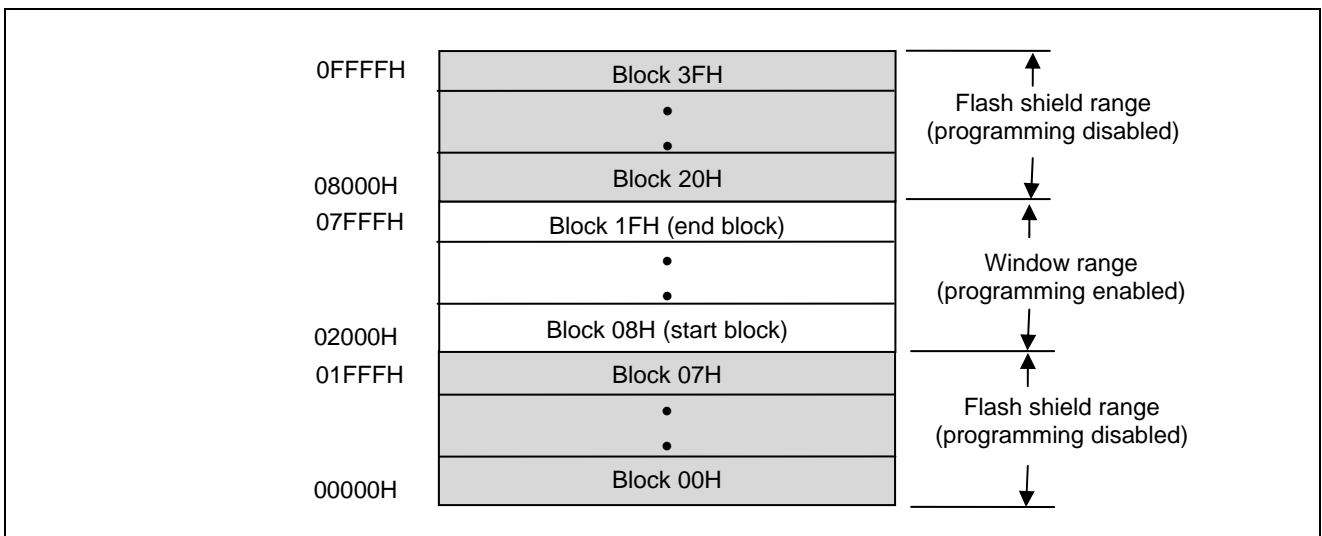 0FFFFH
Block 3FH
•
•
Flash shield range
(programming disabled)
08000H
Block 20H
07FFFH
Block 1FH (end block)
•
•
Window range
(programming enabled)
02000H
Block 08H (start block)
01FFFH
Block 07H
•
•
Flash shield range
(programming disabled)
00000H
Block 00H